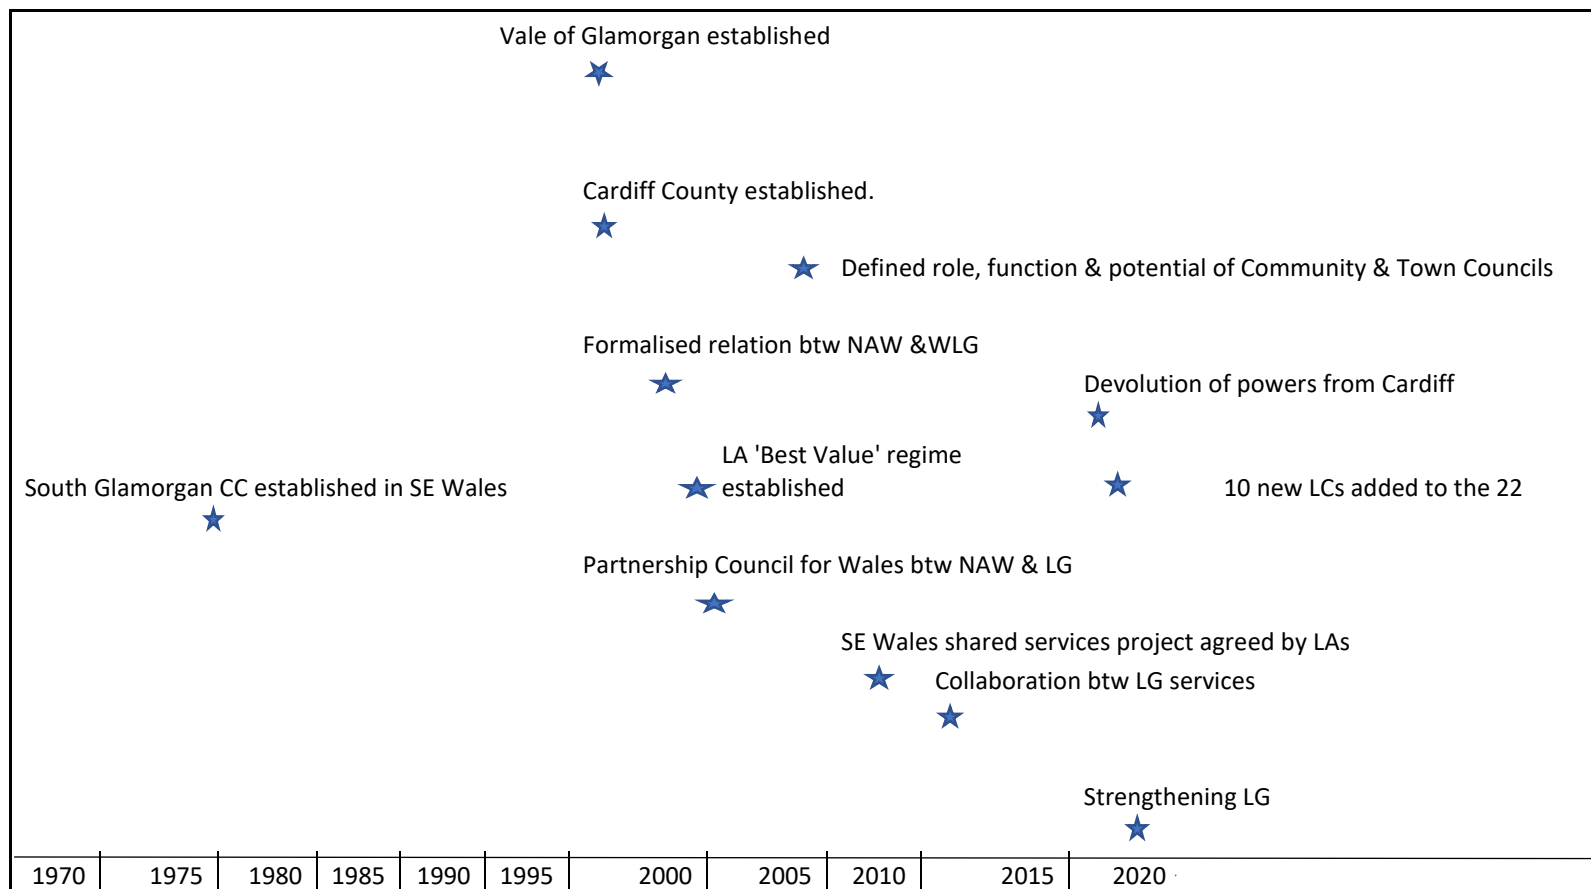 Vale of Glamorgan established
Cardiff County established.
Defined role, function & potential of Community & Town Councils
Formalised relation btw NAW &WLG
Devolution of powers from Cardiff
LA 'Best Value' regime
established
South Glamorgan CC established in SE Wales
10 new LCs added to the 22
Partnership Council for Wales btw NAW & LG
SE Wales shared services project agreed by LAs
Collaboration btw LG services
Strengthening LG
1970 1975 1980 1985 1990 1995 2000 2005 2010 2015 2020